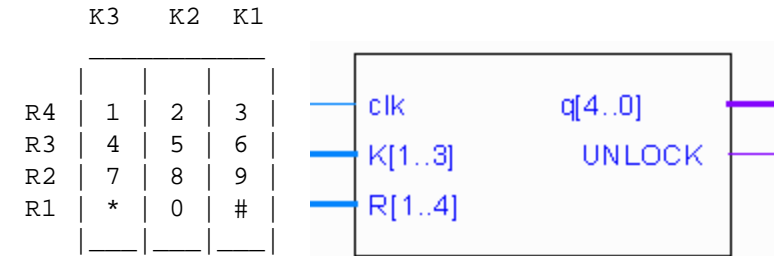 K3 K2 K1
R4 | 1 | 2 | 3 |
R3 | 4 | 5 | 6 |
R2 | 7 | 8 | 9 |
R1 | * | 0 | # |
clk q[4..0]
K[1..3] UNLOCK
R[1..4]